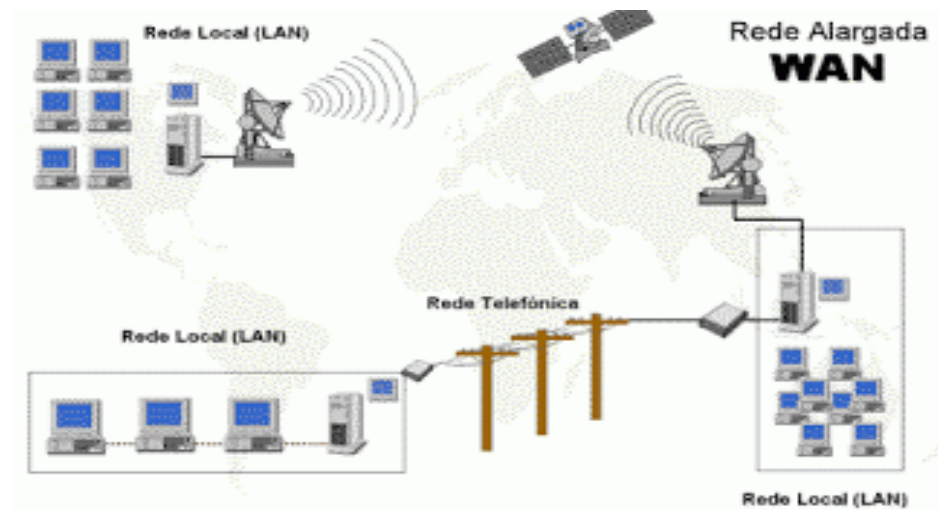 Rede Local (LAN)
Rede Alargada
WAN
Rede Telefónica
Rede Local (LAN)
Rede Local (LAN)